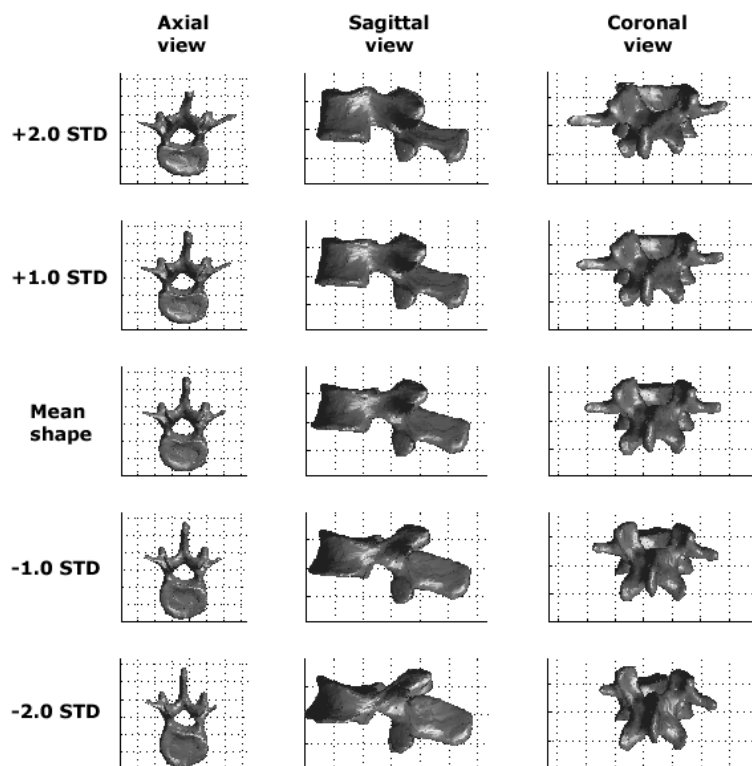 Axial view
Sagittal view
Coronal view
+2.0 STD
+1.0 STD
Mean shape
-1.0 STD
-2.0 STD